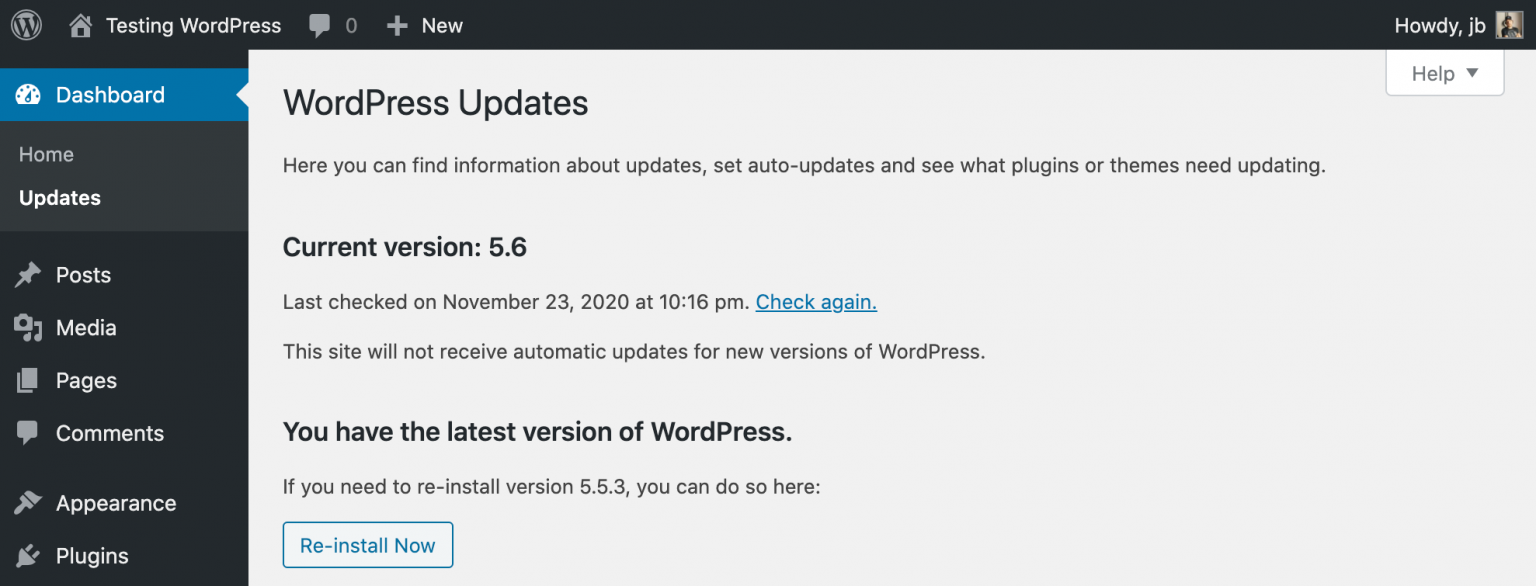 Testing WordPress 0 New Howdy, jb
Help
Dashboard
Home
Updates
Posts
Media
Pages
Comments
Appearance
Plugins
WordPress Updates
Here you can find information about updates, set auto-updates and see what plugins or themes need updating.
Current version: 5.6
Last checked on November 23, 2020 at 10:16 pm. Check again.
This site will not receive automatic updates for new versions of WordPress.
You have the latest version of WordPress.
If you need to re-install version 5.5.3, you can do so here:
Re-install Now